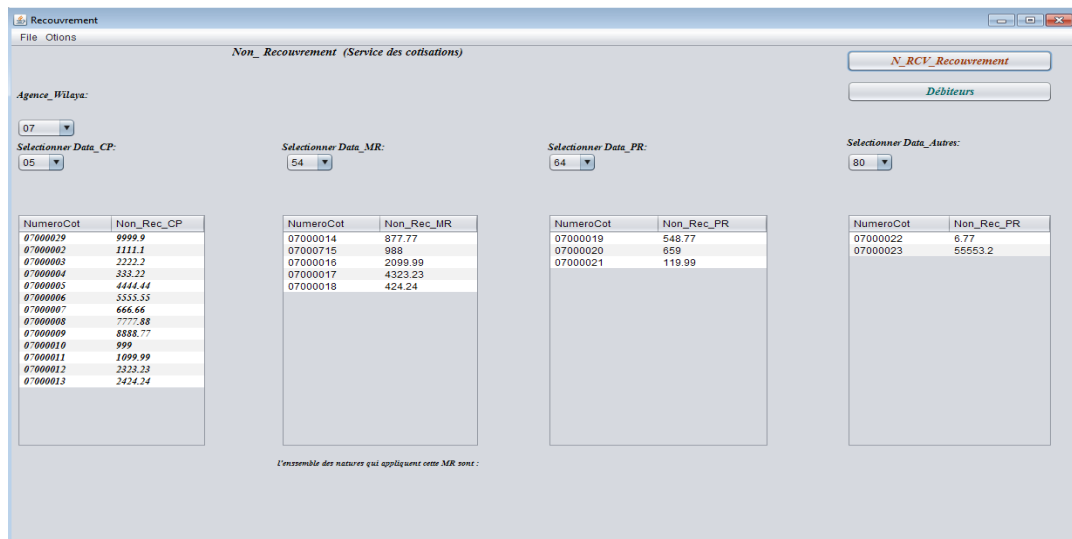 Recouvrement
File Otions
Non_ Recouvrement (Service des cotisations)
N_RCV_Recouvrement
Débiteurs
Agence_Wilaya:
07
Selectionner Data_CP:
05
Selectionner Data_MR:
54
Selectionner Data_PR:
64
Selectionner Data_Autres:
80
NumeroCot Non_Rec_CP
07000029 9999.9
07000002 1111.1
07000003 2222.2
07000004 333.22
07000005 4444.44
07000006 5555.55
07000007 666.66
07000008 7777.88
07000009 8888.77
07000010 999
07000011 1099.99
07000012 2323.23
07000013 2424.24
NumeroCot Non_Rec_MR
07000014 877.77
07000715 988
07000016 2099.99
07000017 4323.23
07000018 424.24
NumeroCot Non_Rec_PR
07000019 548.77
07000020 659
07000021 119.99
NumeroCot Non_Rec_PR
07000022 6.77
07000023 55553.2
l'enssemble des natures qui appliquent cette MR sont :